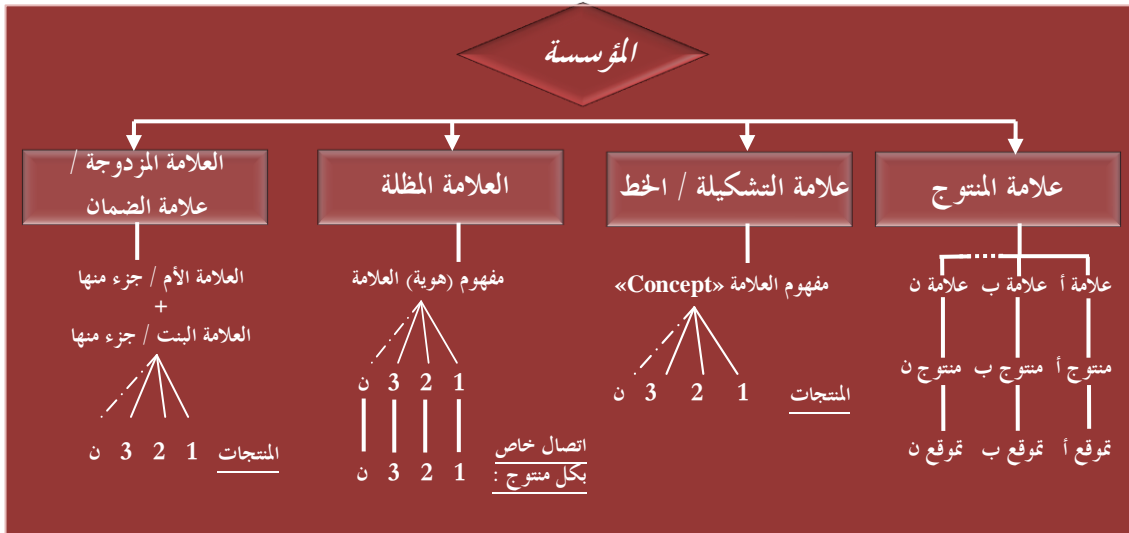 المؤسسة
علامة المنتوج
علامة التشكيلة / الخط
العلامة المظلة
العلامة المزدوجة /
علامة الضمان
علامة أ علامة ب علامة ن
منتوج أ منتوج ب منتوج ن
تموقع أ تموقع ب تموقع ن
مفهوم العلامة «Concept»
المنتجات 1 2 3 ن
مفهوم (هوية) العلامة
1 2 3 ن
اتصال خاص
بكل منتوج : 1 2 3 ن
العلامة الأم / جزء منها
+
العلامة البنت / جزء منها
المنتجات 1 2 3 ن